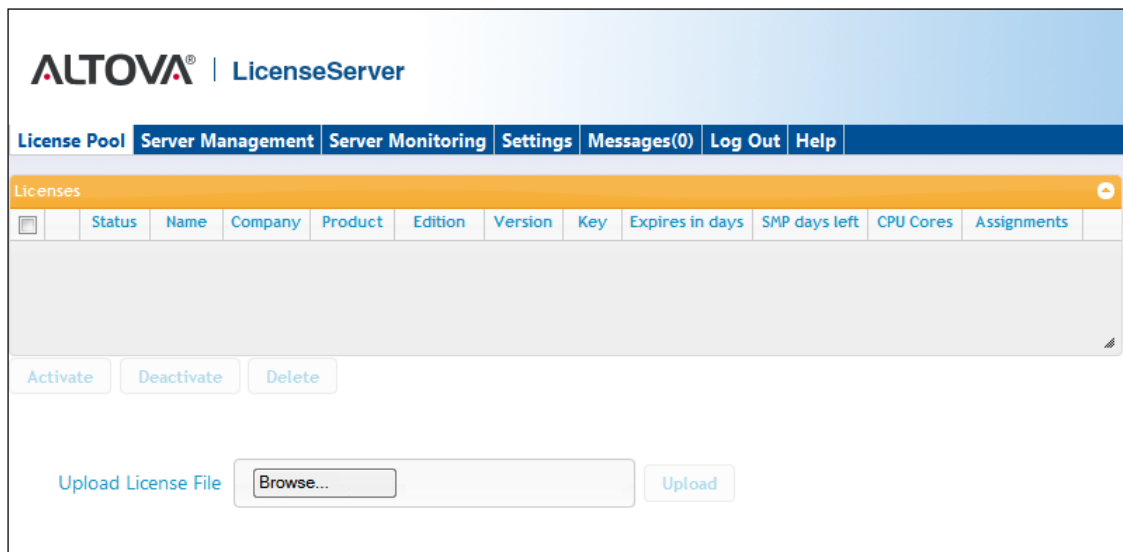 ALTOVA® | LicenseServer
License Pool Server Management Server Monitoring Settings Messages(0) Log Out Help
Licenses
Status Name Company Product Edition Version Key Expires in days SMP days left CPU Cores Assignments
Activate Deactivate Delete
Upload License File Browse... Upload